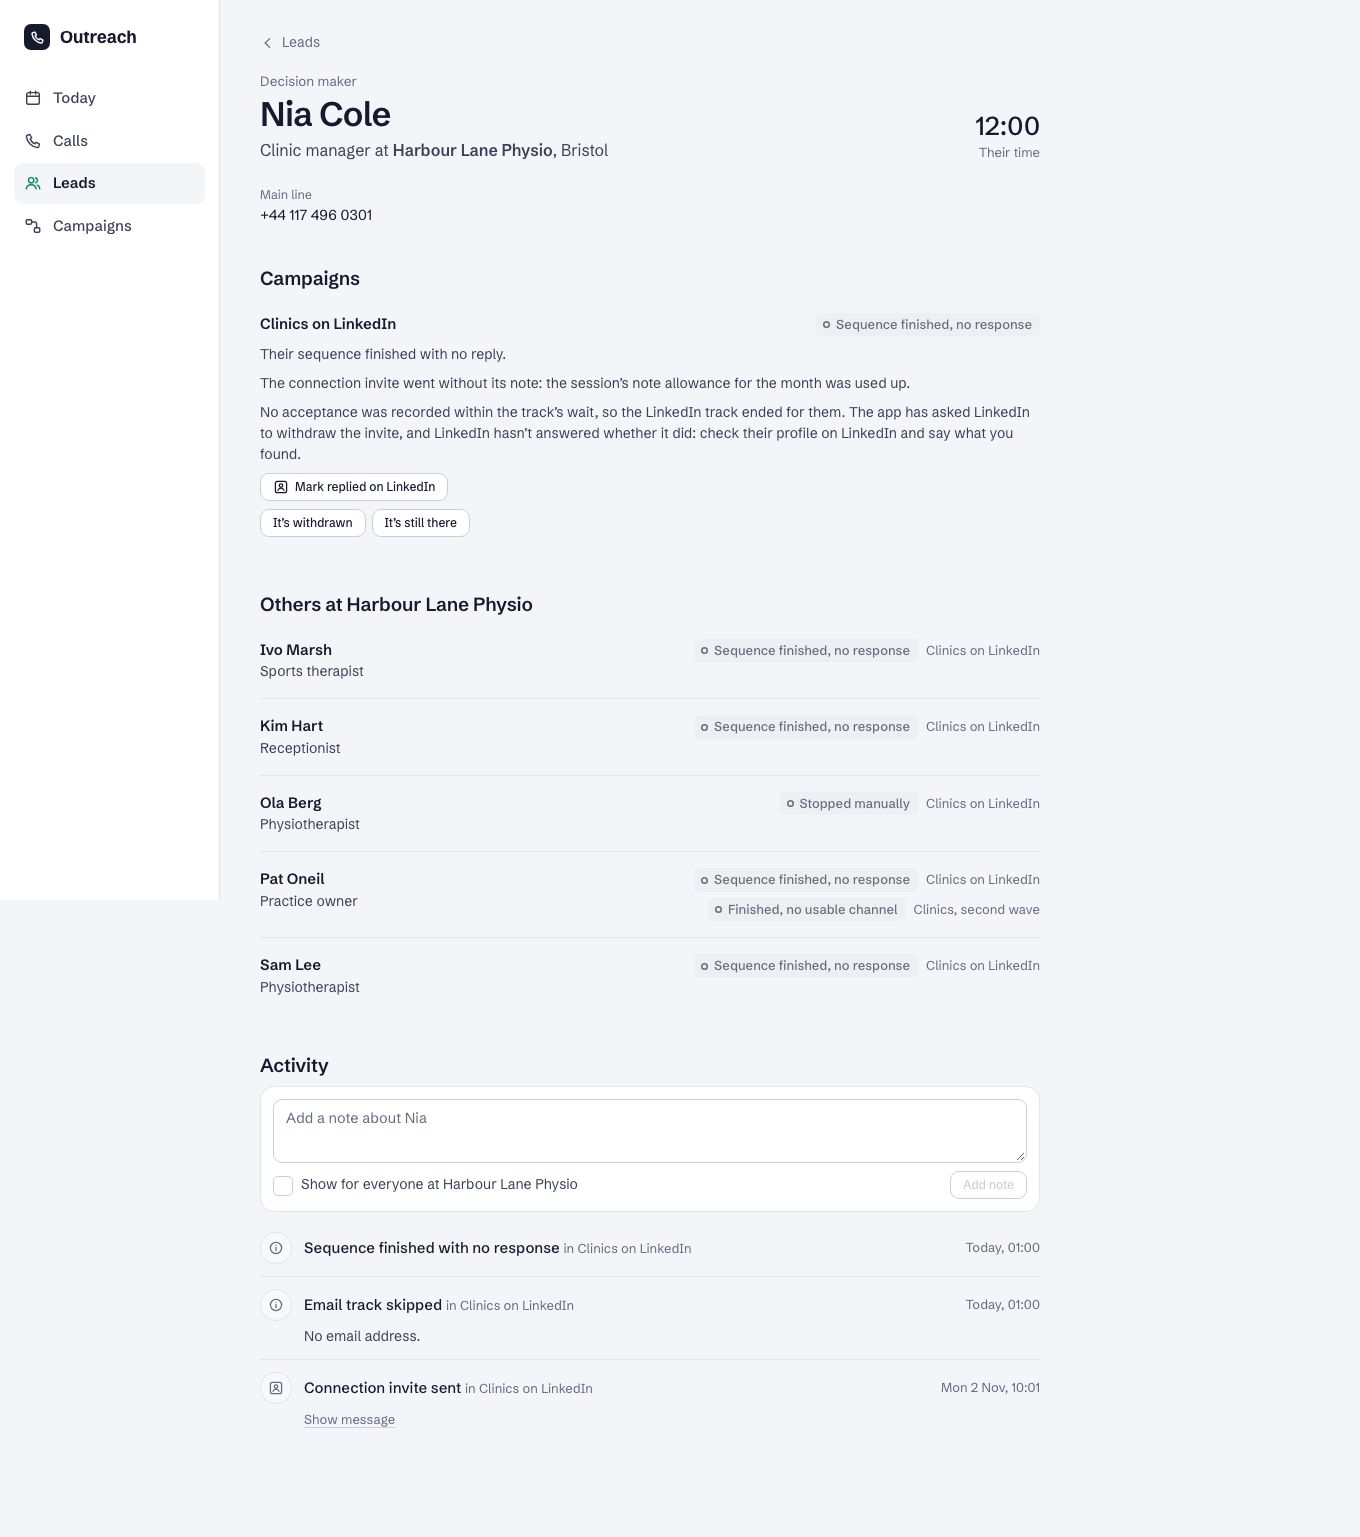 Outreach
Today
Calls
Leads
Campaigns
Leads
Decision maker
Nia Cole
Clinic manager at Harbour Lane Physio, Bristol
12:00
Their time
Main line
+44 117 496 0301
Campaigns
Clinics on LinkedIn
Sequence finished, no response
Their sequence finished with no reply.
The connection invite went without its note: the session's note allowance for the month was used up.
No acceptance was recorded within the track's wait, so the LinkedIn track ended for them. The app has asked LinkedIn
to withdraw the invite, and LinkedIn hasn't answered whether it did: check their profile on LinkedIn and say what you
found.
Mark replied on LinkedIn
It's withdrawn
It's still there
Others at Harbour Lane Physio
Ivo Marsh
Sequence finished, no response
Clinics on LinkedIn
Sports therapist
Kim Hart
Sequence finished, no response
Clinics on LinkedIn
Receptionist
Ola Berg
Stopped manually
Clinics on LinkedIn
Physiotherapist
Pat Oneil
Sequence finished, no response
Clinics on LinkedIn
Practice owner
Finished, no usable channel
Clinics, second wave
Sam Lee
Sequence finished, no response
Clinics on LinkedIn
Physiotherapist
Activity
Add a note about Nia
Show for everyone at Harbour Lane Physio
Add note
Sequence finished with no response in Clinics on LinkedIn
Today, 01:00
Email track skipped in Clinics on LinkedIn
Today, 01:00
No email address.
Connection invite sent in Clinics on LinkedIn
Mon 2 Nov, 10:01
Show message